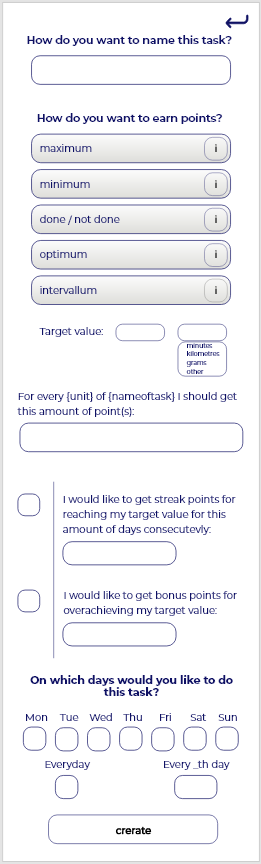 How do you want to name this task?
How do you want to earn points?
maximum i
minimum i
done / not done i
optimum i
intervallum i
Target value:
minutes
kilometres
grams
other
For every {unit} of {nameoftask} I should get
this amount of point(s):
I would like to get streak points for
reaching my target value for this
amount of days consecutevly:
I would like to get bonus points for
overachieving my target value:
On which days would you like to do
this task?
Mon Tue Wed Thu Fri Sat Sun
Everyday Every _th day
crerate